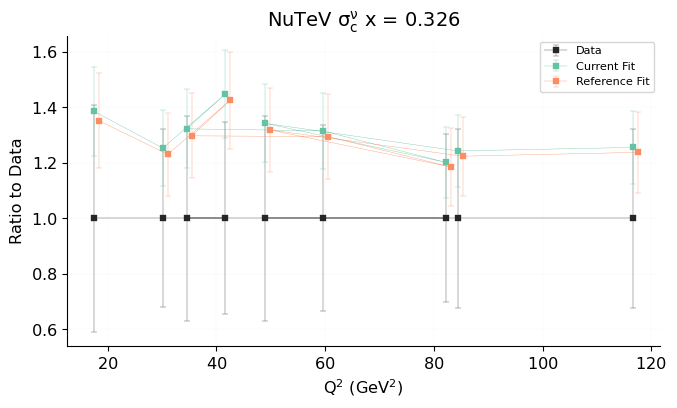 NuTeV σ_c^ν x = 0.326
Data
Current Fit
Reference Fit
Ratio to Data
1.6
1.4
1.2
1.0
0.8
0.6
20 40 60 80 100 120
Q² (GeV²)